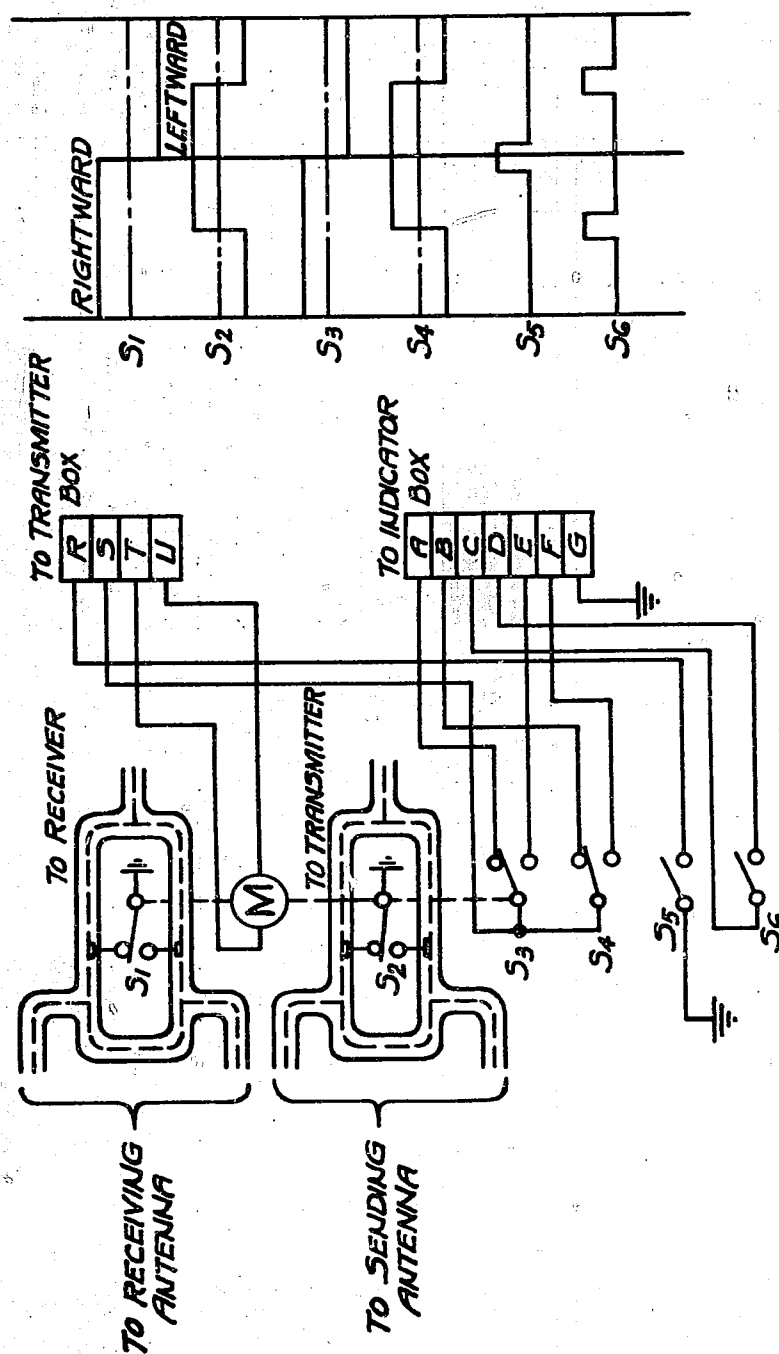 TO RECEIVING
ANTENNA
TO SENDING
ANTENNA
TO RECEIVER
S1
M
TO TRANSMITTER
S2
S3
S4
S5
S6
TO TRANSMITTER
BOX
R
S
T
U
TO INDICATOR
BOX
A
B
C
D
E
F
G
RIGHTWARD
LEFTWARD
S1
S2
S3
S4
S5
S6